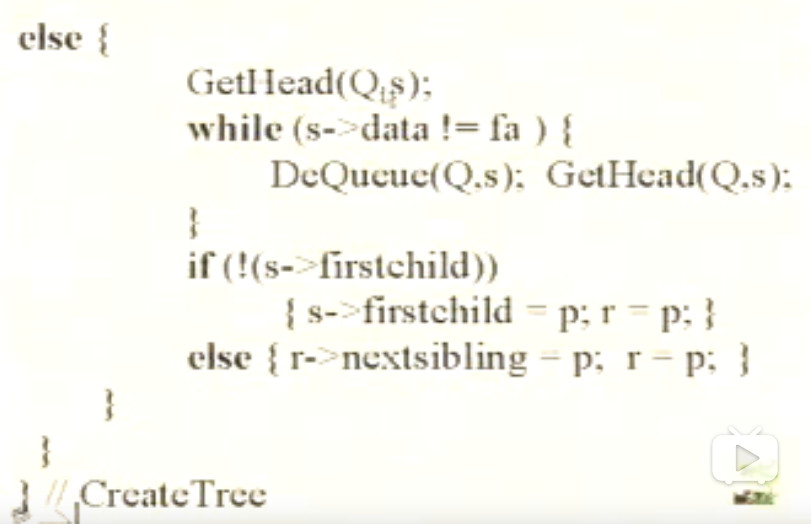 else {
GetHead(Q,s);
while (s->data != fa ) {
DeQueue(Q,s); GetHead(Q,s);
}
if (!(s->firstchild))
{ s->firstchild = p; r = p; }
else { r->nextsibling = p; r = p; }
}
}
} // CreateTree